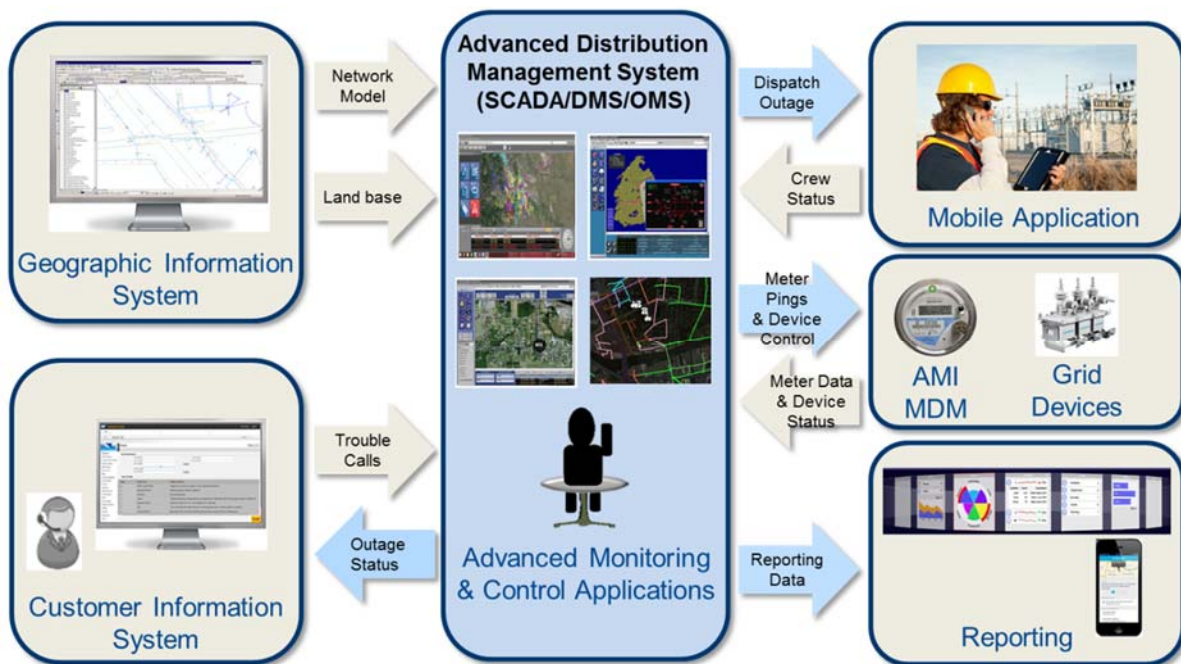 Geographic Information
System
Network
Model
Land base
Customer Information
System
Trouble
Calls
Outage
Status
Advanced Distribution
Management System
(SCADA/DMS/OMS)
Advanced Monitoring
& Control Applications
Dispatch
Outage
Crew
Status
Mobile Application
Meter
Pings
& Device
Control
Meter Data
& Device
Status
AMI
MDM
Grid
Devices
Reporting
Data
Reporting